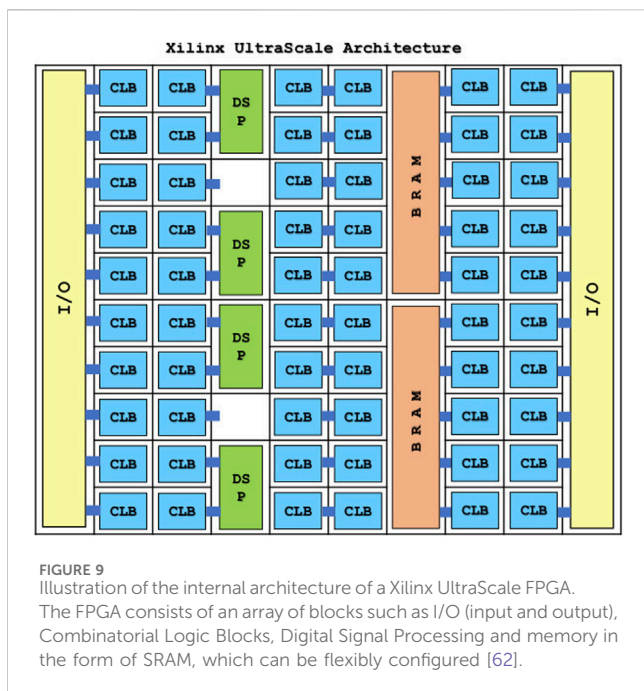 Xilinx UltraScale Architecture
I/O
CLB CLB DS CLB CLB BRAM CLB CLB
I/O
CLB CLB P CLB CLB CLB CLB
CLB CLB CLB CLB CLB CLB
CLB CLB DS CLB CLB CLB CLB
CLB CLB P CLB CLB CLB CLB
CLB CLB DS CLB CLB BRAM CLB CLB
CLB CLB P CLB CLB CLB CLB
CLB CLB CLB CLB CLB CLB
CLB CLB DS CLB CLB CLB CLB
CLB CLB P CLB CLB CLB CLB
FIGURE 9
Illustration of the internal architecture of a Xilinx UltraScale FPGA.
The FPGA consists of an array of blocks such as I/O (input and output),
Combinatorial Logic Blocks, Digital Signal Processing and memory in
the form of SRAM, which can be flexibly configured [62].